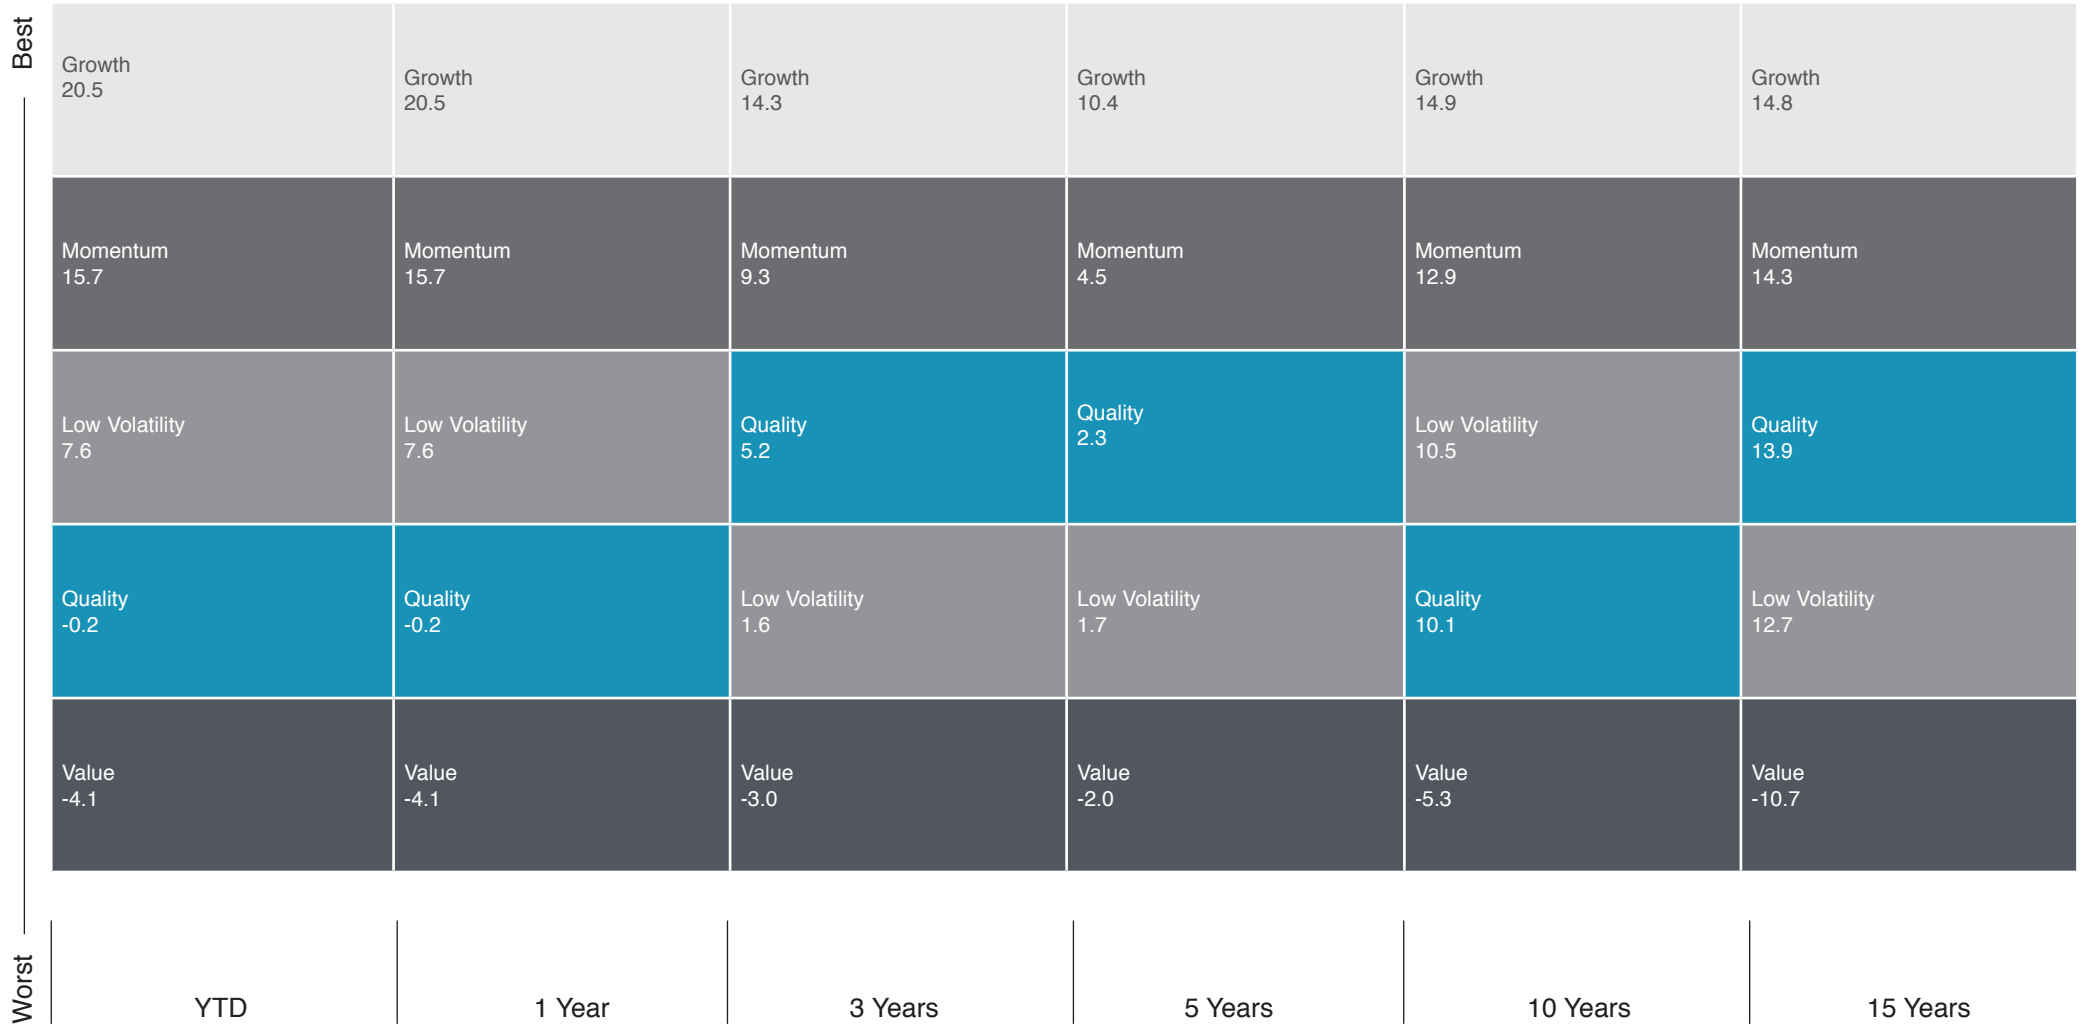 Best
Growth
20.5
Growth
20.5
Growth
14.3
Growth
10.4
Growth
14.9
Growth
14.8
Momentum
15.7
Momentum
15.7
Momentum
9.3
Momentum
4.5
Momentum
12.9
Momentum
14.3
Low Volatility
7.6
Low Volatility
7.6
Quality
5.2
Quality
2.3
Low Volatility
10.5
Quality
13.9
Quality
-0.2
Quality
-0.2
Low Volatility
1.6
Low Volatility
1.7
Quality
10.1
Low Volatility
12.7
Value
-4.1
Value
-4.1
Value
-3.0
Value
-2.0
Value
-5.3
Value
-10.7
Worst
YTD
1 Year
3 Years
5 Years
10 Years
15 Years